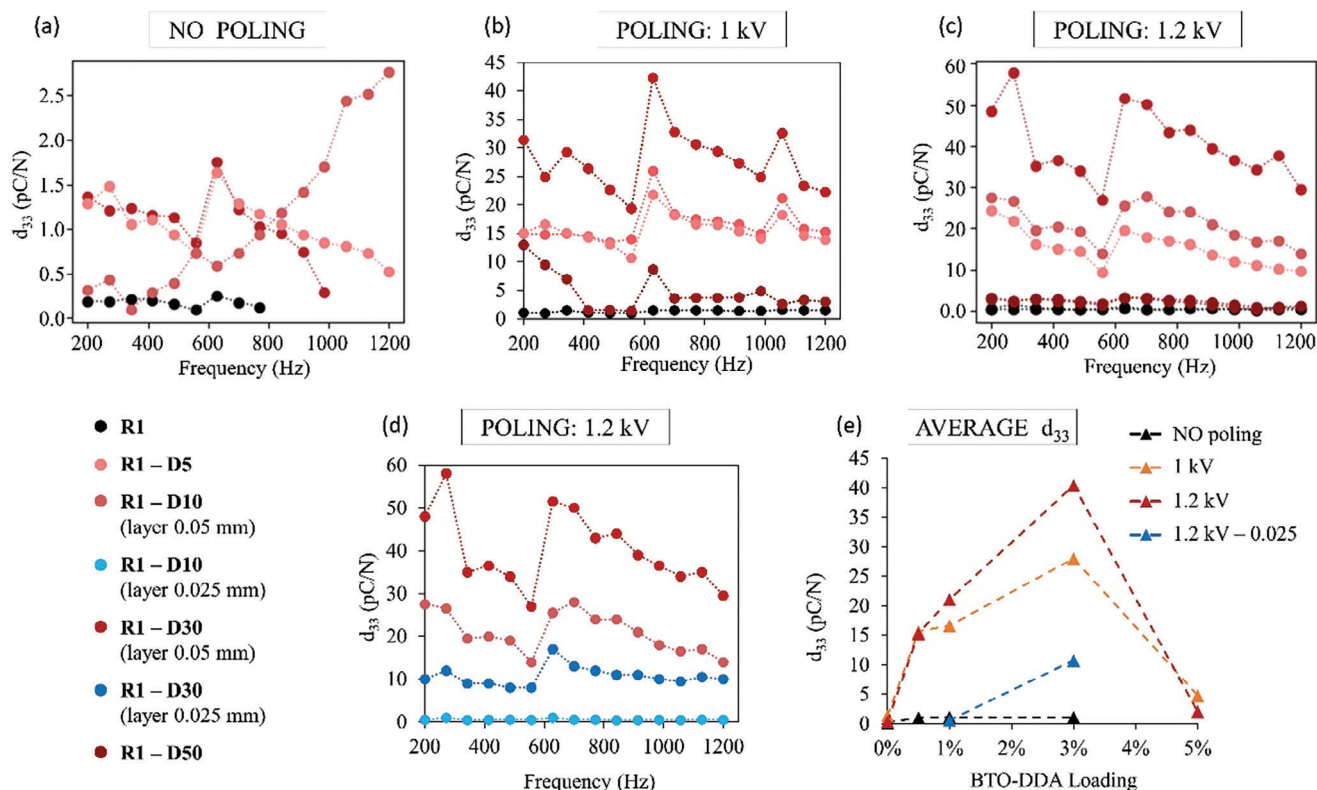 (a)
NO POLING
2.5
2.0
1.5
1.0
0.5
0.0
d33 (pC/N)
200 400 600 800 1000 1200
Frequency (Hz)
(b)
POLING: 1 kV
45
40
35
30
25
20
15
10
5
0
d33 (pC/N)
200 400 600 800 1000 1200
Frequency (Hz)
(c)
POLING: 1.2 kV
60
50
40
30
20
10
0.0
d33 (pC/N)
200 400 600 800 1000 1200
Frequency (Hz)
R1
R1 – D5
R1 – D10
(layer 0.05 mm)
R1 – D10
(layer 0.025 mm)
R1 – D30
(layer 0.05 mm)
R1 – D30
(layer 0.025 mm)
R1 – D50
(d)
POLING: 1.2 kV
60
50
40
30
20
10
0
d33 (pC/N)
200 400 600 800 1000 1200
Frequency (Hz)
(e)
AVERAGE d33
45
40
35
30
25
20
15
10
5
0
d33 (pC/N)
0% 1% 2% 3% 4% 5%
BTO-DDA Loading
NO poling
1 kV
1.2 kV
1.2 kV – 0.025